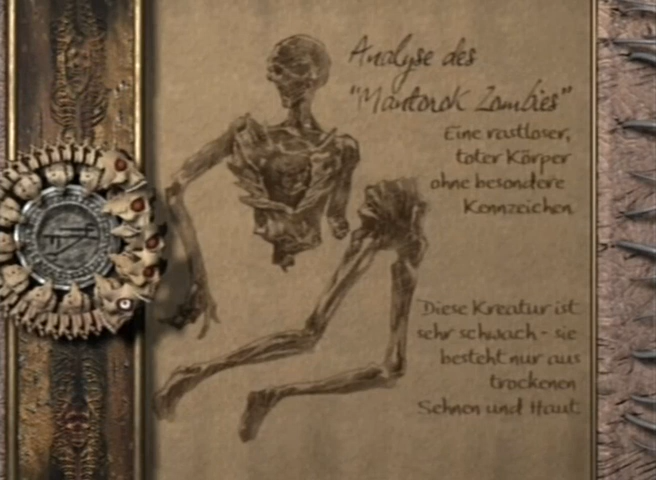 Analyse des
"Mantorok Zombies"
Eine rastloser,
toter Körper
ohne besondere
Kennzeichen.
Diese Kreatur ist
sehr schwach - sie
besteht nur aus
trockenen
Sehnen und Haut.